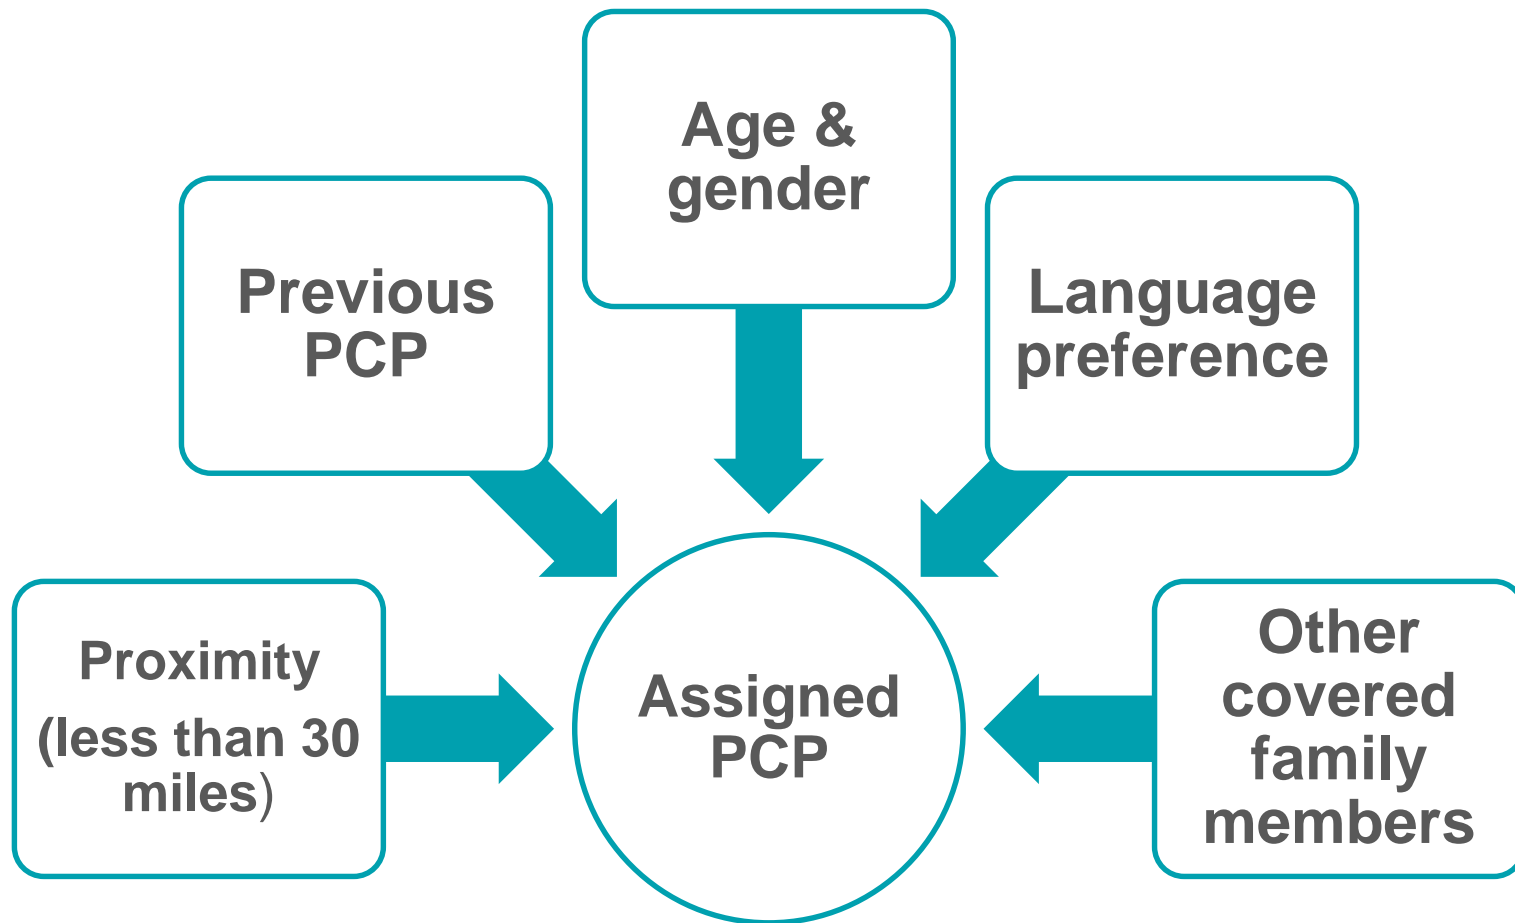 Age &
gender
Previous
PCP
Language
preference
Proximity
(less than 30
miles)
Assigned
PCP
Other
covered
family
members